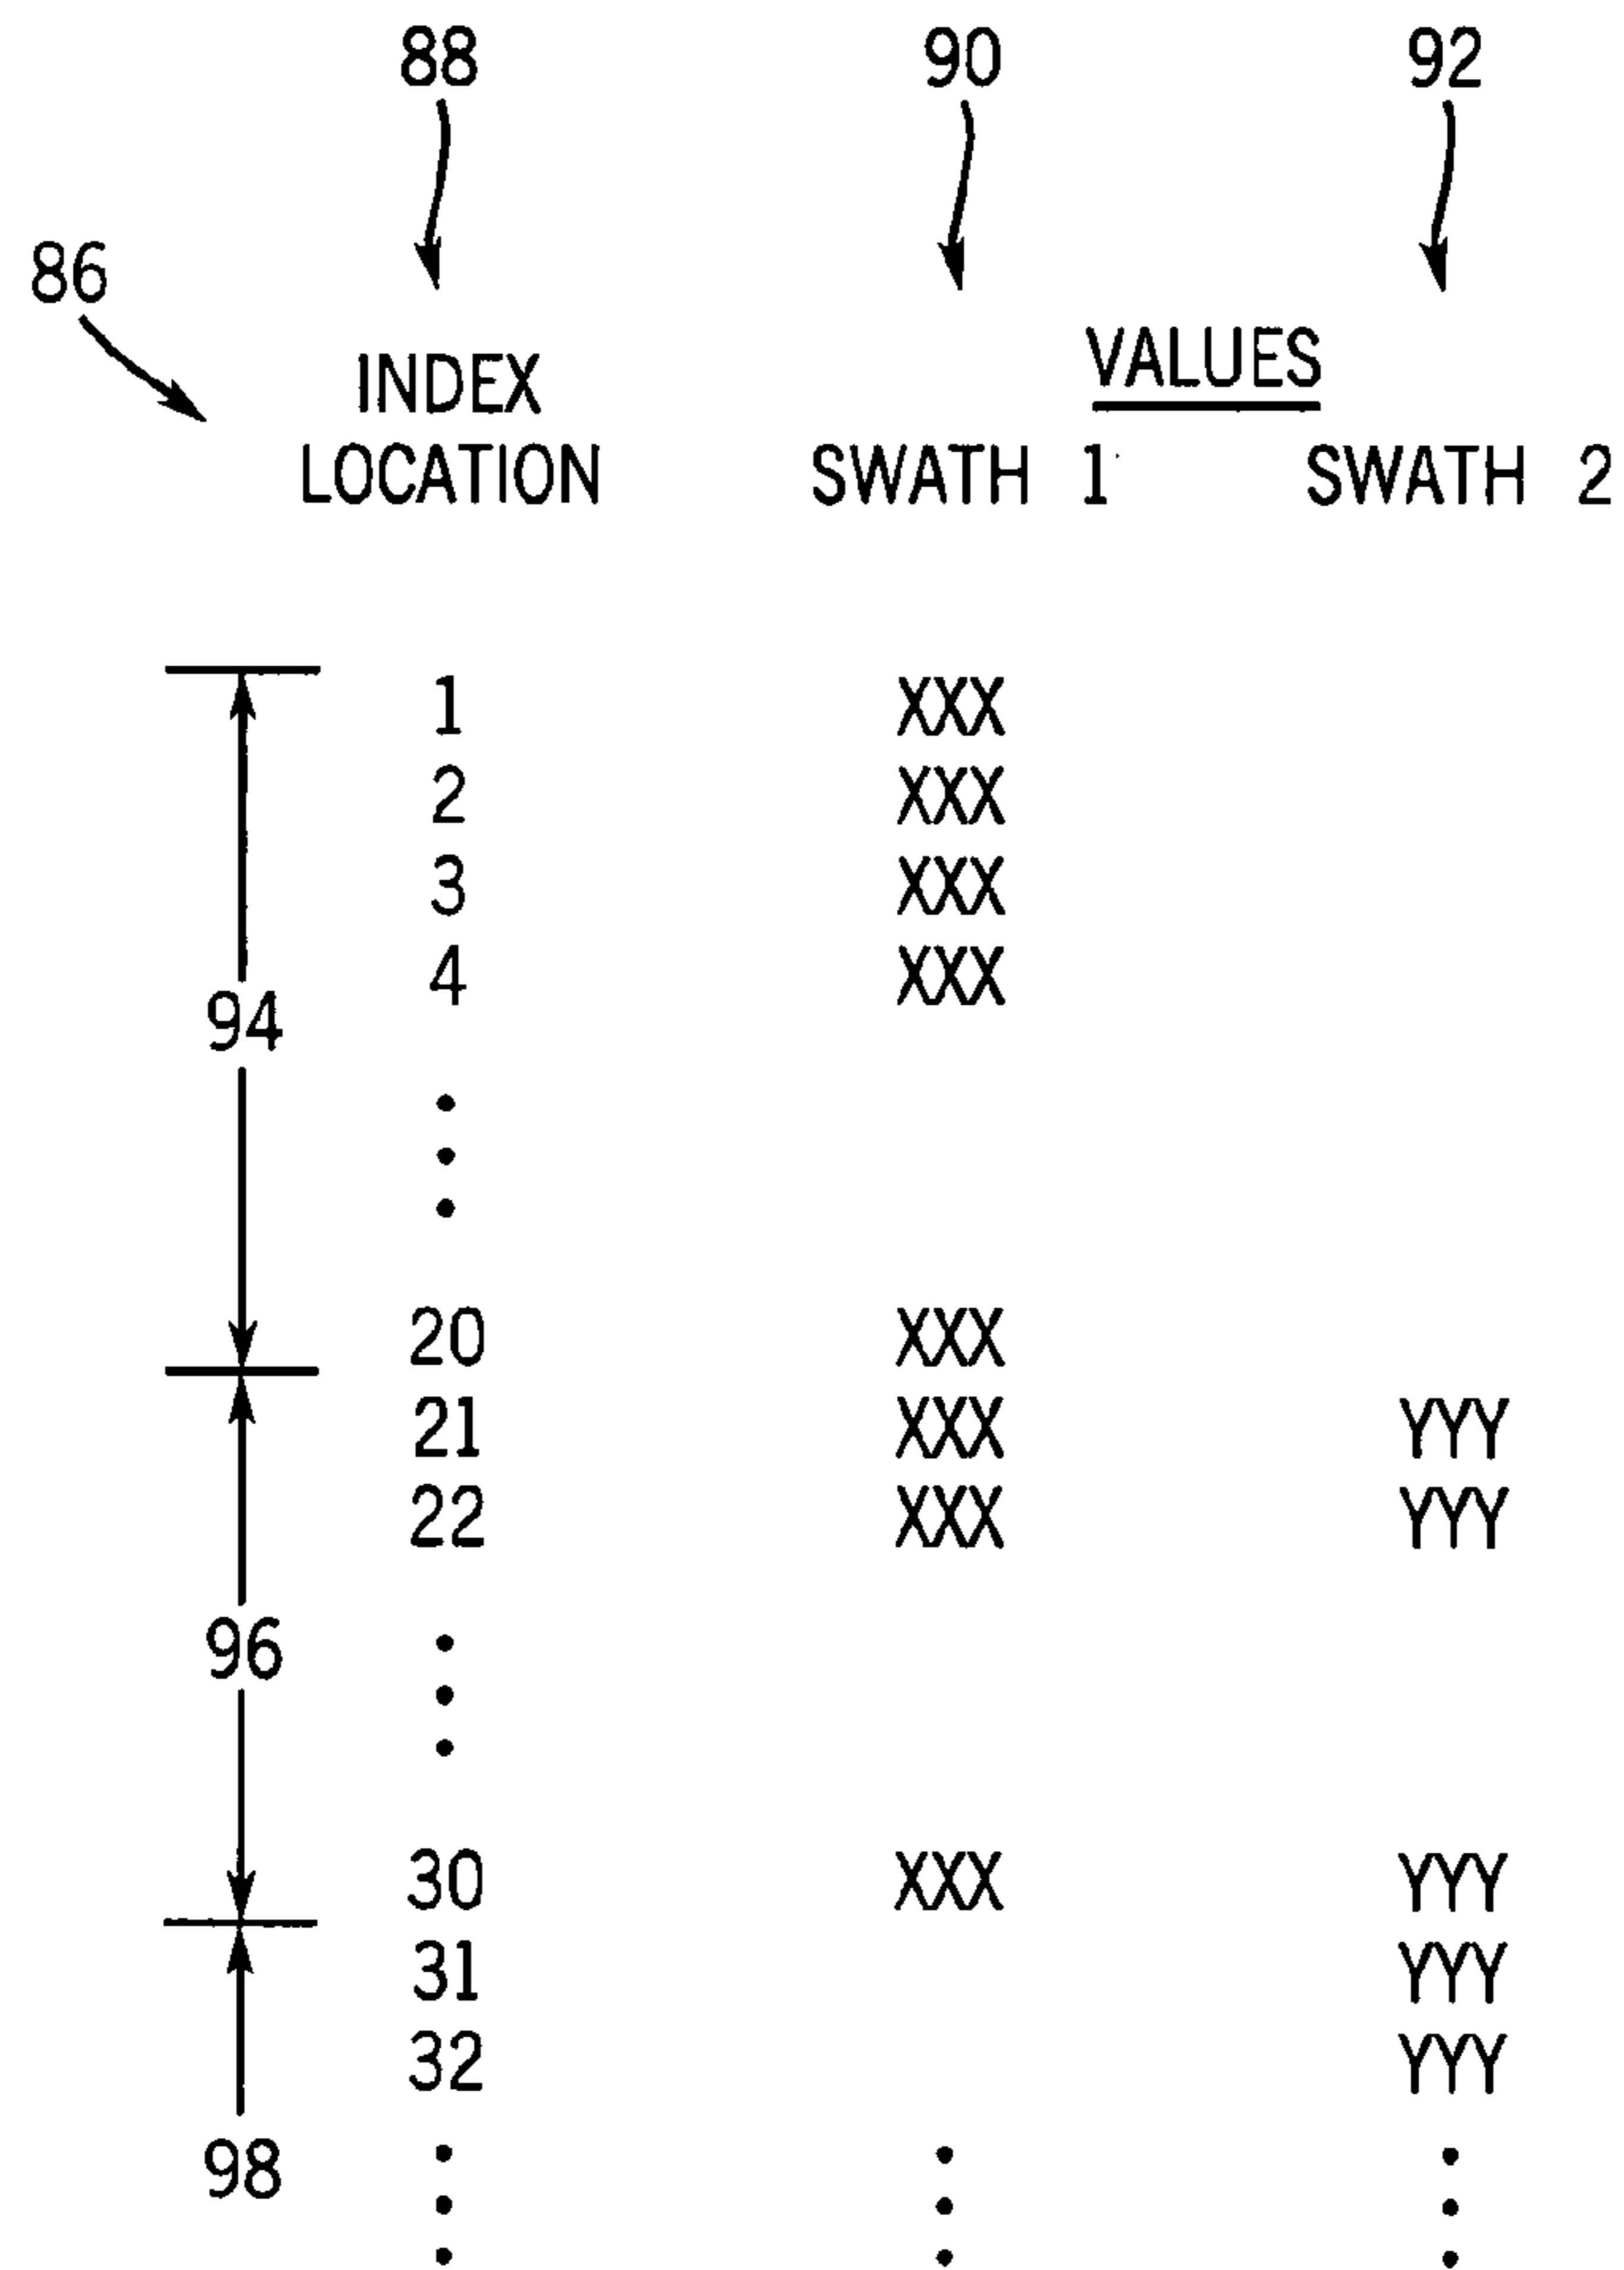 88 90 92
86
VALUES
INDEX
LOCATION SWATH 1 SWATH 2
1 XXX
2 XXX
3 XXX
4 XXX
94
20 XXX
21 XXX YYY
22 XXX YYY
96
30 XXX YYY
31 YYY
32 YYY
98